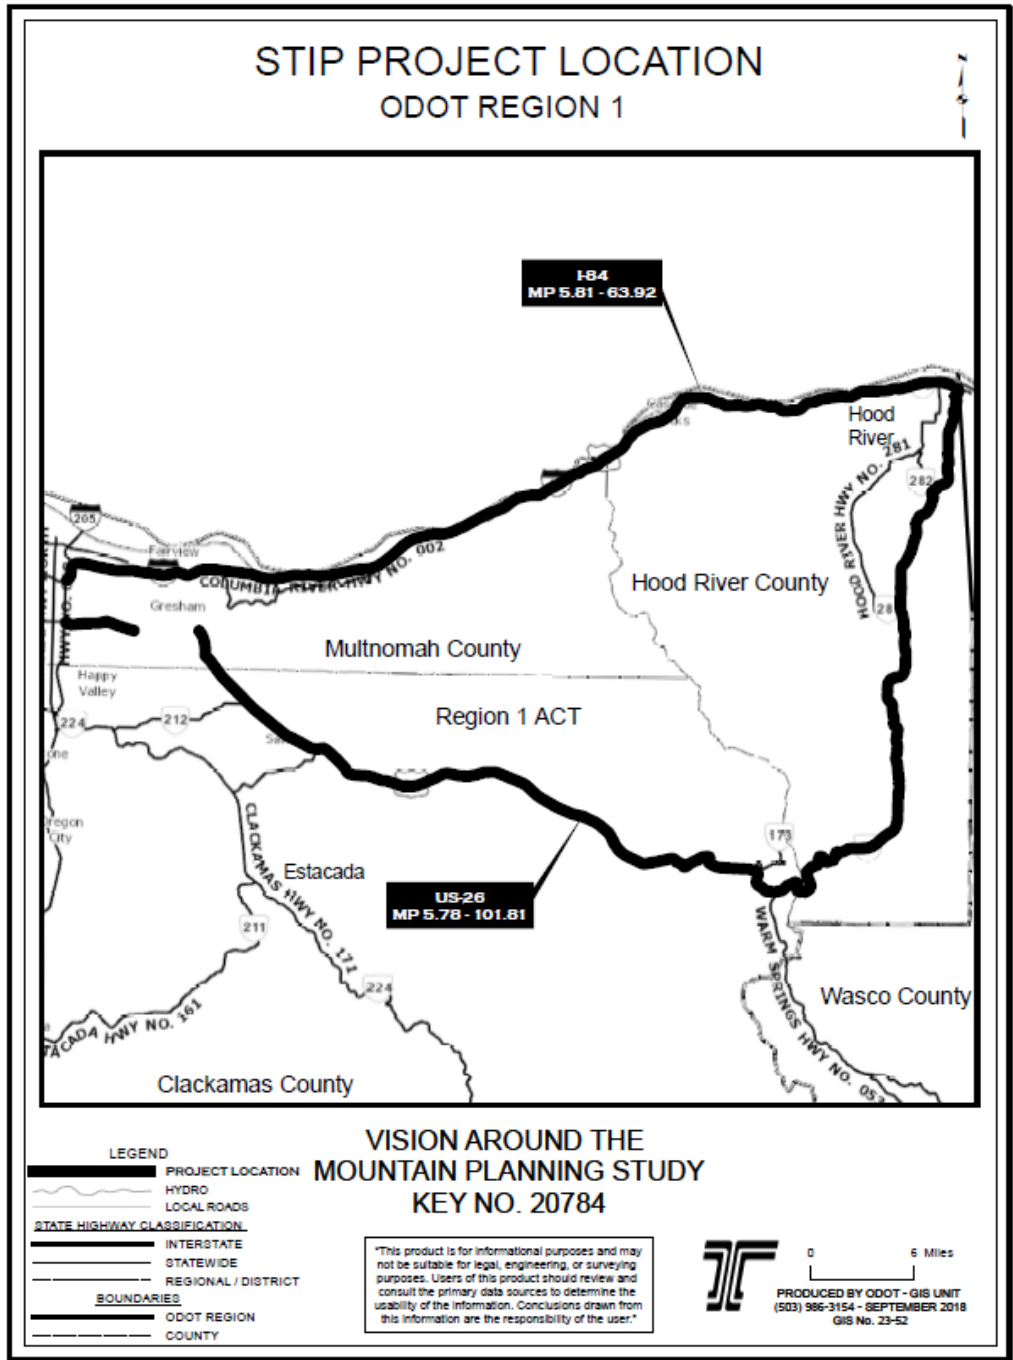 STIP PROJECT LOCATION
ODOT REGION 1
N
I-84
MP 5.81 - 63.92
Hood
River
HOOD RIVER HWY NO. 281
282
205
Fairview
COLUMBIA RIVER HWY NO. 002
Gresham
Hood River County
28
Multnomah County
Happy
Valley
Region 1 ACT
224
212
173
CLACKAMAS HWY NO. 171
Estacada
US-26
MP 5.78 - 101.81
211
224
WARM SPRINGS HWY NO. 053
Wasco County
TACADA HWY NO. 161
Clackamas County
regon
City
VISION AROUND THE
MOUNTAIN PLANNING STUDY
KEY NO. 20784
LEGEND
PROJECT LOCATION
HYDRO
LOCAL ROADS
STATE HIGHWAY CLASSIFICATION
INTERSTATE
STATEWIDE
REGIONAL / DISTRICT
BOUNDARIES
ODOT REGION
COUNTY
"This product is for informational purposes and may
not be suitable for legal, engineering, or surveying
purposes. Users of this product should review and
consult the primary data sources to determine the
usability of the information. Conclusions drawn from
this information are the responsibility of the user."
0 6 Miles
PRODUCED BY ODOT - GIS UNIT
(503) 986-3154 - SEPTEMBER 2018
GIS No. 23-52